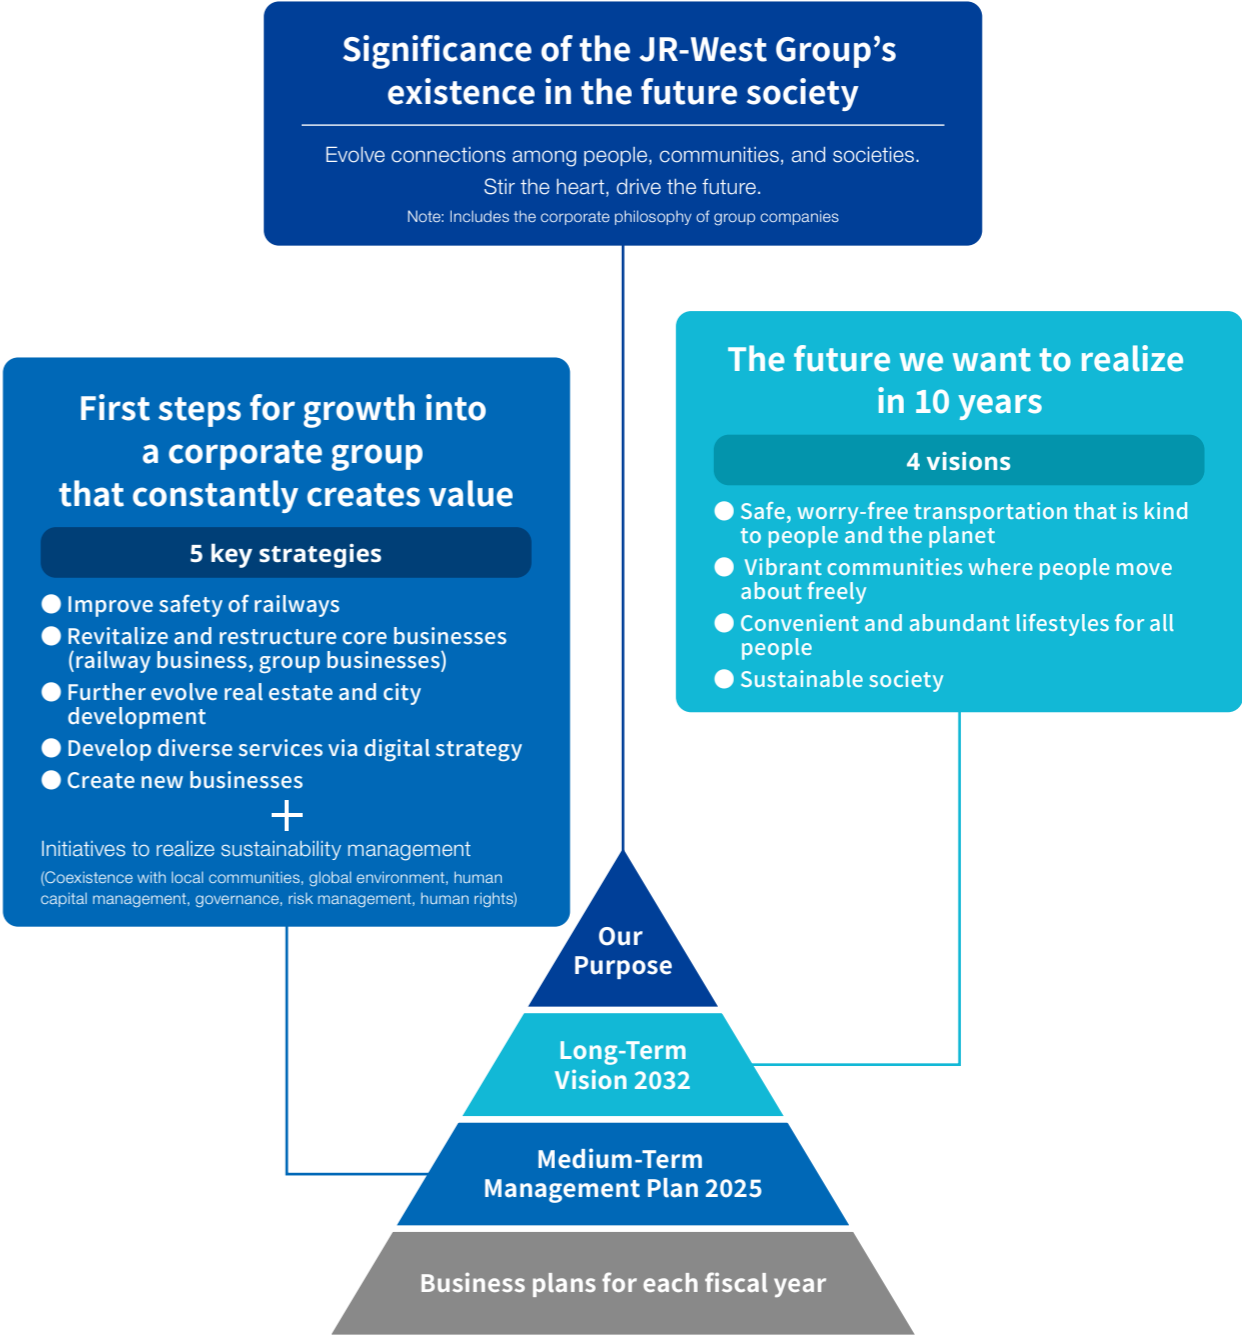 Significance of the JR-West Group’s
existence in the future society
Evolve connections among people, communities, and societies.
Stir the heart, drive the future.
Note: Includes the corporate philosophy of group companies
First steps for growth into
a corporate group
that constantly creates value
5 key strategies
● Improve safety of railways
● Revitalize and restructure core businesses
(railway business, group businesses)
● Further evolve real estate and city
development
● Develop diverse services via digital strategy
● Create new businesses
+
Initiatives to realize sustainability management
(Coexistence with local communities, global environment, human
capital management, governance, risk management, human rights)
The future we want to realize
in 10 years
4 visions
● Safe, worry-free transportation that is kind
to people and the planet
● Vibrant communities where people move
about freely
● Convenient and abundant lifestyles for all
people
● Sustainable society
Our
Purpose
Long-Term
Vision 2032
Medium-Term
Management Plan 2025
Business plans for each fiscal year